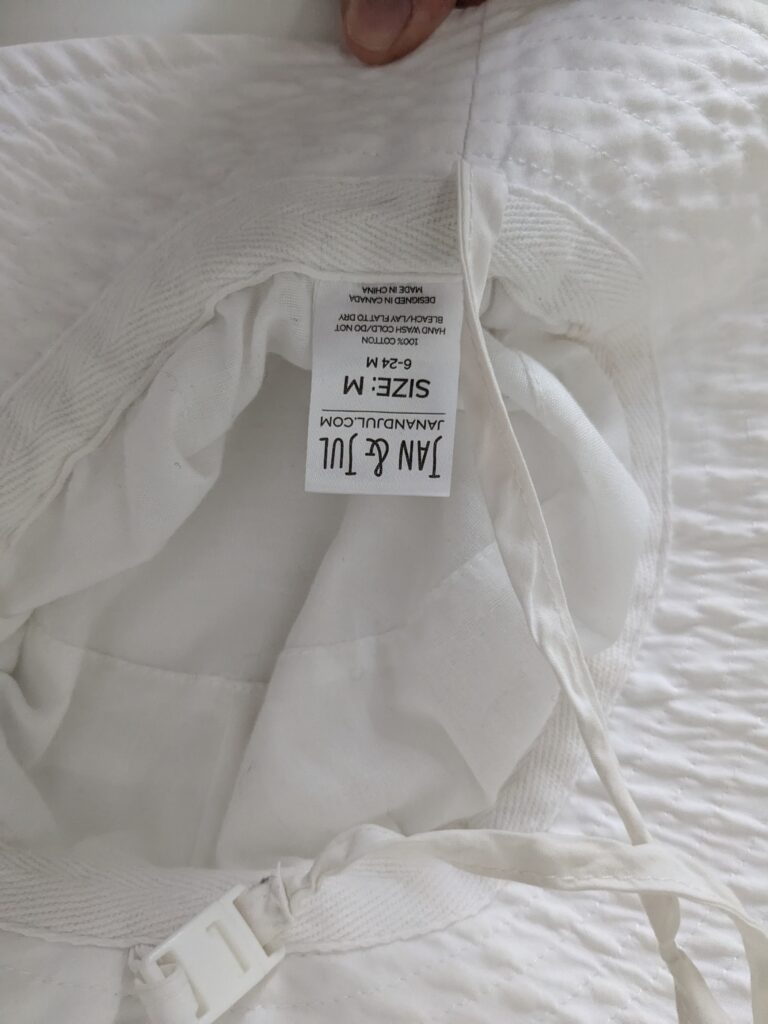 JAN & JUL
JANANDJUL.COM
SIZE: M
6-24 M
100% COTTON
HAND WASH COLD/DO NOT
BLEACH/LAY FLAT TO DRY
DESIGNED IN CANADA
MADE IN CHINA